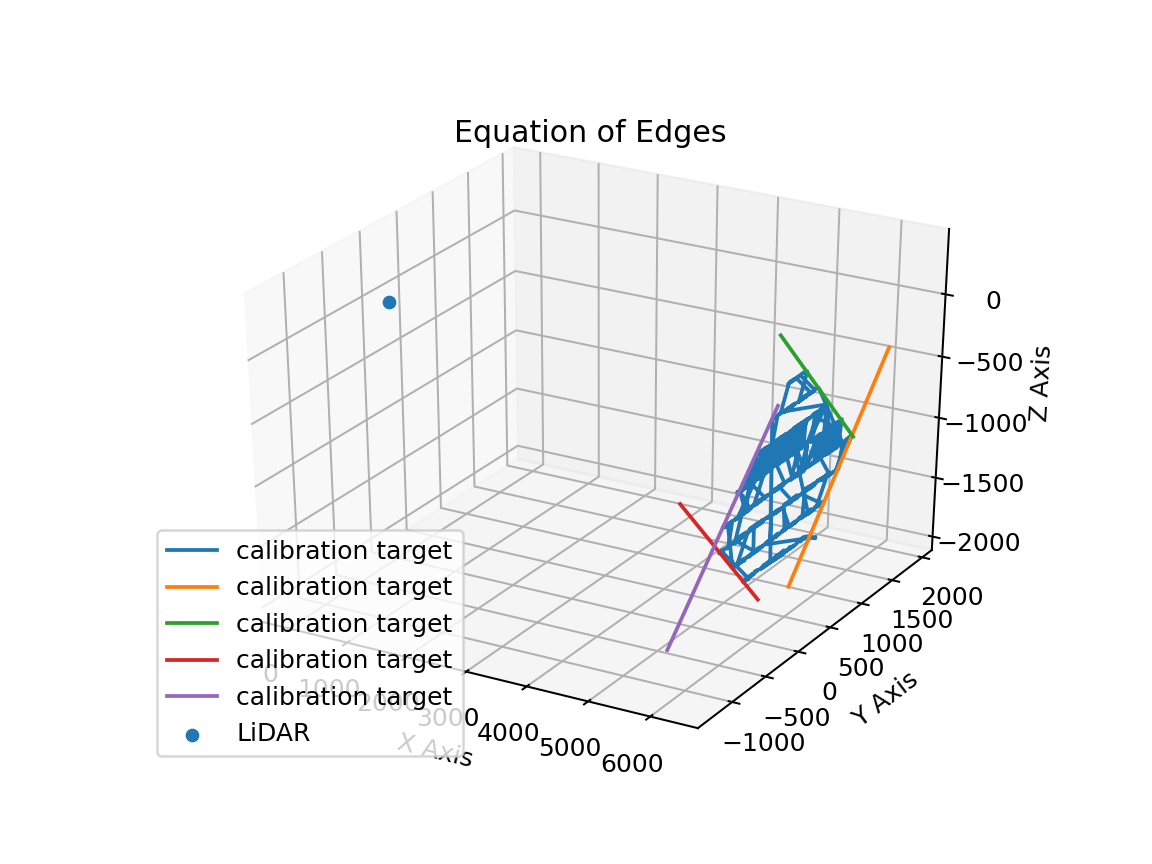 Equation of Edges
0
−500
−1000
−1500
−2000
Z Axis
calibration target
calibration target
calibration target
calibration target
calibration target
LiDAR
0
1000
2000
3000
4000
5000
6000
X Axis
−1000
−500
0
500
1000
1500
2000
Y Axis